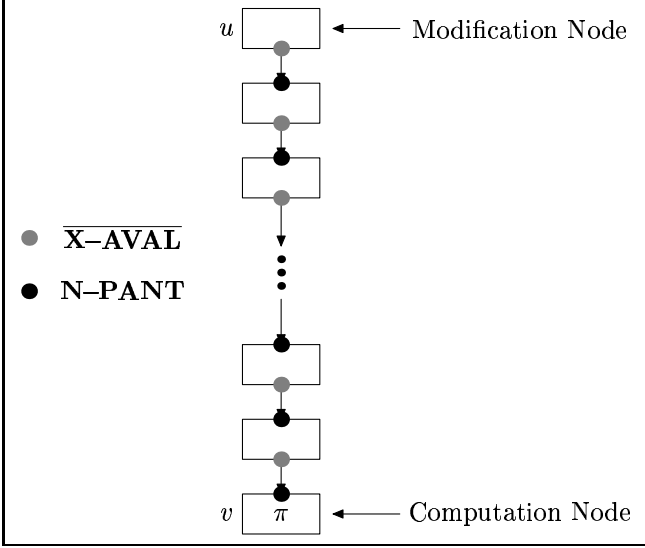 u Modification Node
X–AVAL
N–PANT
v π Computation Node